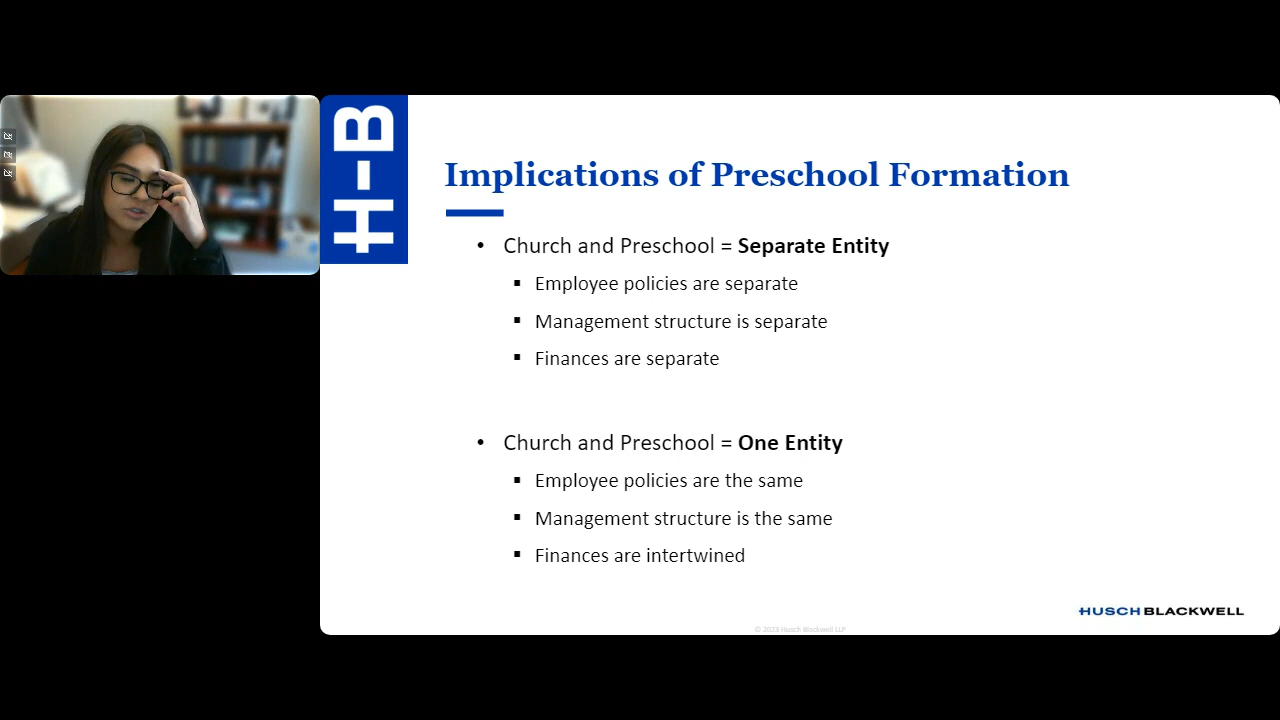 H-B
Implications of Preschool Formation
• Church and Preschool = Separate Entity
▪ Employee policies are separate
▪ Management structure is separate
▪ Finances are separate
• Church and Preschool = One Entity
▪ Employee policies are the same
▪ Management structure is the same
▪ Finances are intertwined
HUSCH BLACKWELL
© 2023 Husch Blackwell LLP